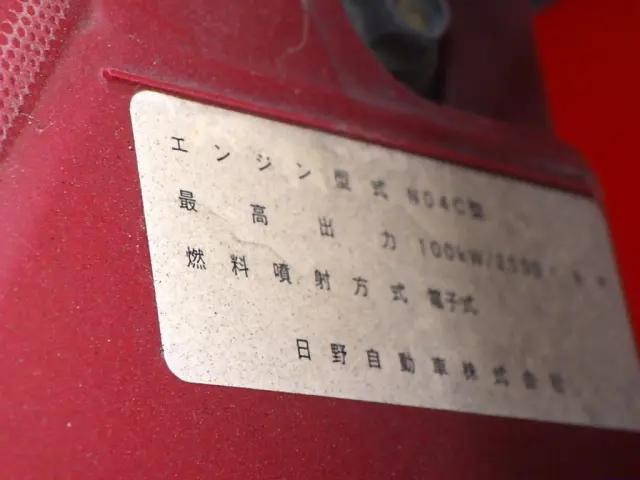 エンジン型式 N04C型
最高出力 100kW/2500
燃料噴射方式 電子式
日野自動車株式会社